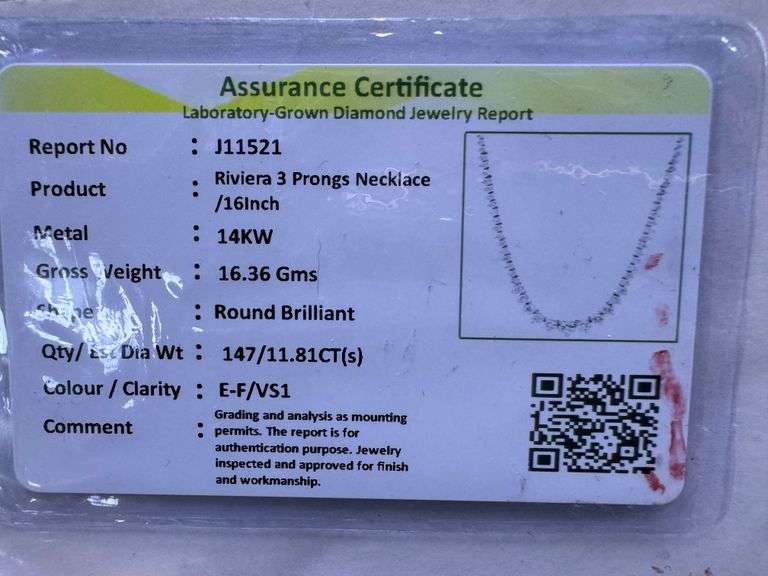 Assurance Certificate
Laboratory-Grown Diamond Jewelry Report
Report No : J11521
Product : Riviera 3 Prongs Necklace
/16Inch
Metal : 14KW
Gross Weight : 16.36 Gms
Shape : Round Brilliant
Qty/ Est Dia Wt : 147/11.81CT(s)
Colour / Clarity : E-F/VS1
Comment : Grading and analysis as mounting
permits. The report is for
authentication purpose. Jewelry
inspected and approved for finish
and workmanship.